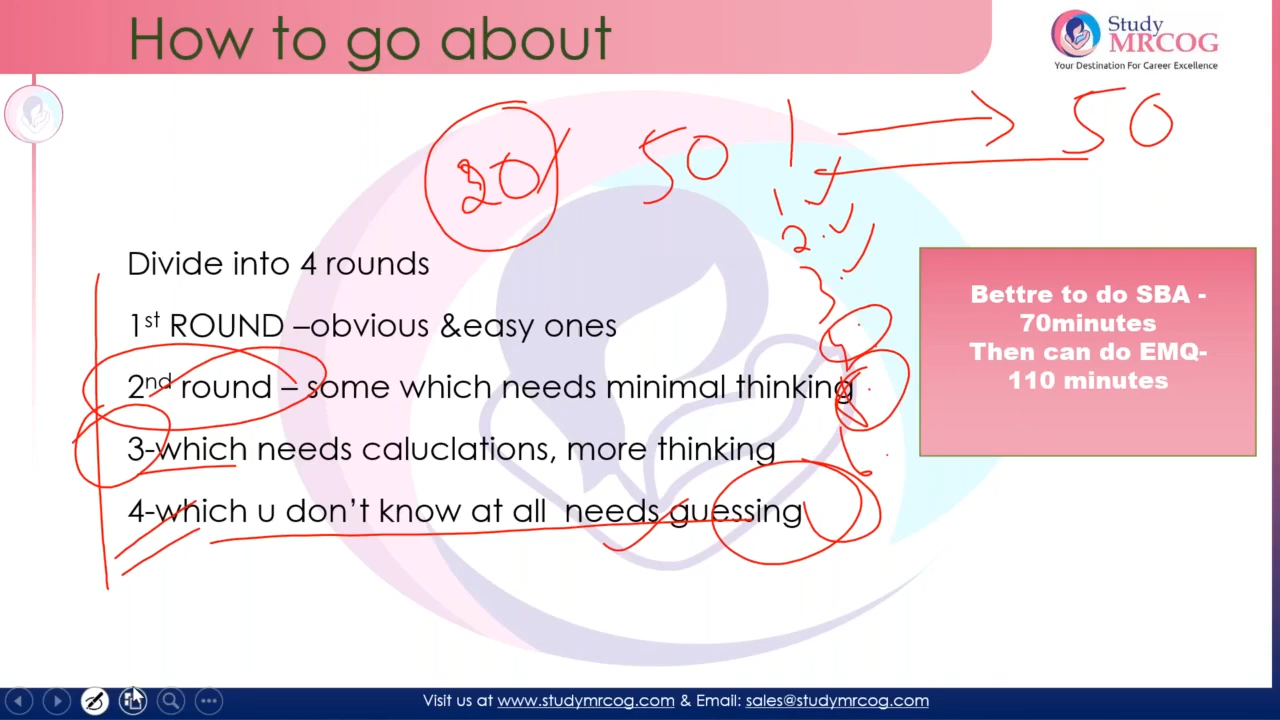 How to go about
Study
MRCOG
Your Destination For Career Excellence
20
50
50
1
2
3
Divide into 4 rounds
1st ROUND –obvious &easy ones
2nd round – some which needs minimal thinking
3-which needs caluclations, more thinking
4-which u don't know at all needs guessing
Bettre to do SBA -
70minutes
Then can do EMQ-
110 minutes
Visit us at www.studymrcog.com & Email: sales@studymrcog.com